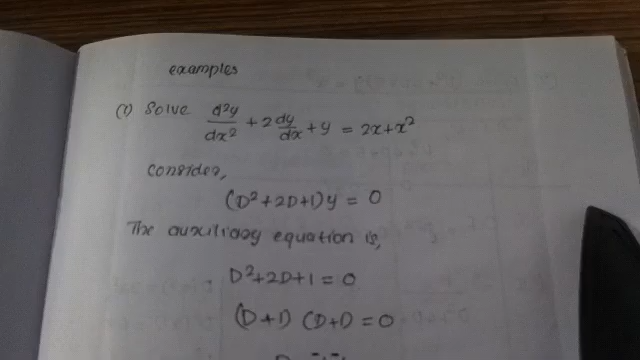 examples
(1) Solve d²y/dx² + 2 dy/dx + y = 2x + x²
Consider,
(D² + 2D + 1) y = 0
The auxiliary equation is,
D² + 2D + 1 = 0
(D + 1) (D + 1) = 0